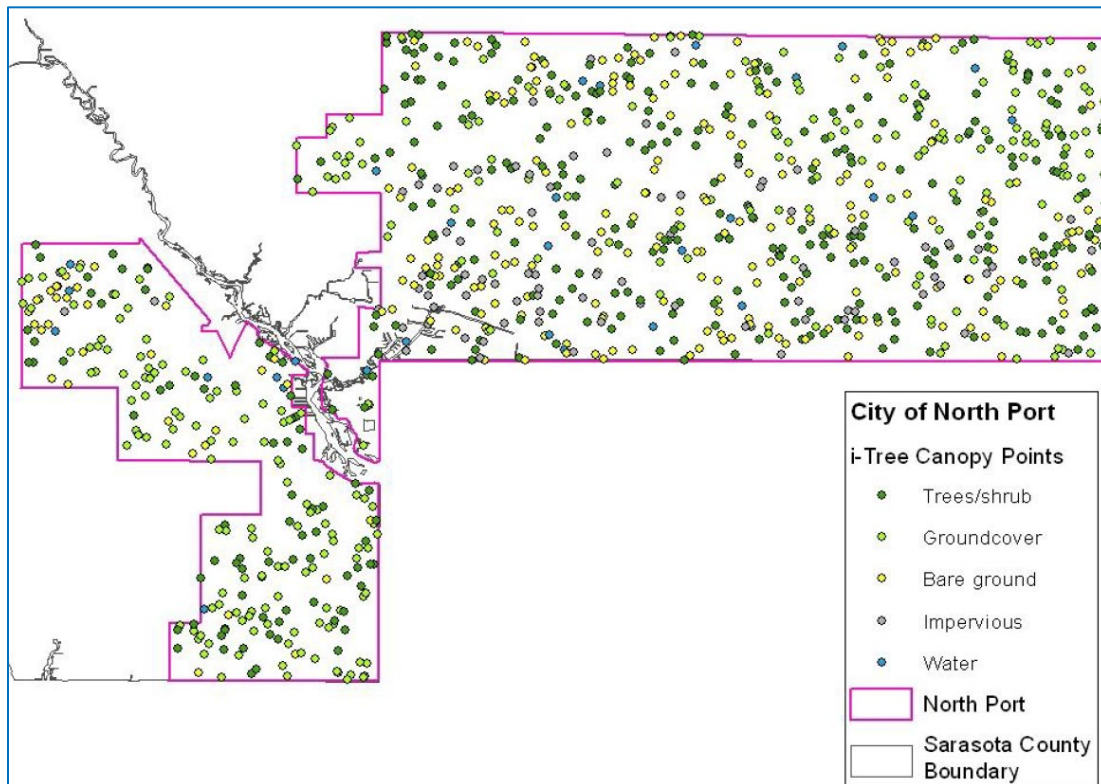 City of North Port
i-Tree Canopy Points
Trees/shrub
Groundcover
Bare ground
Impervious
Water
North Port
Sarasota County
Boundary